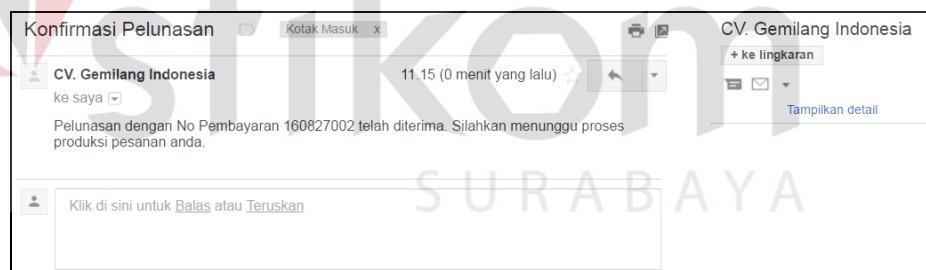 Konfirmasi Pelunasan
Kotak Masuk x
CV. Gemilang Indonesia
11.15 (0 menit yang lalu)
ke saya
Pelunasan dengan No Pembayaran 160827002 telah diterima. Silahkan menunggu proses
produksi pesanan anda.
Klik di sini untuk Balas atau Teruskan
CV. Gemilang Indonesia
+ ke lingkaran
Tampilkan detail
stikom
SURABAYA